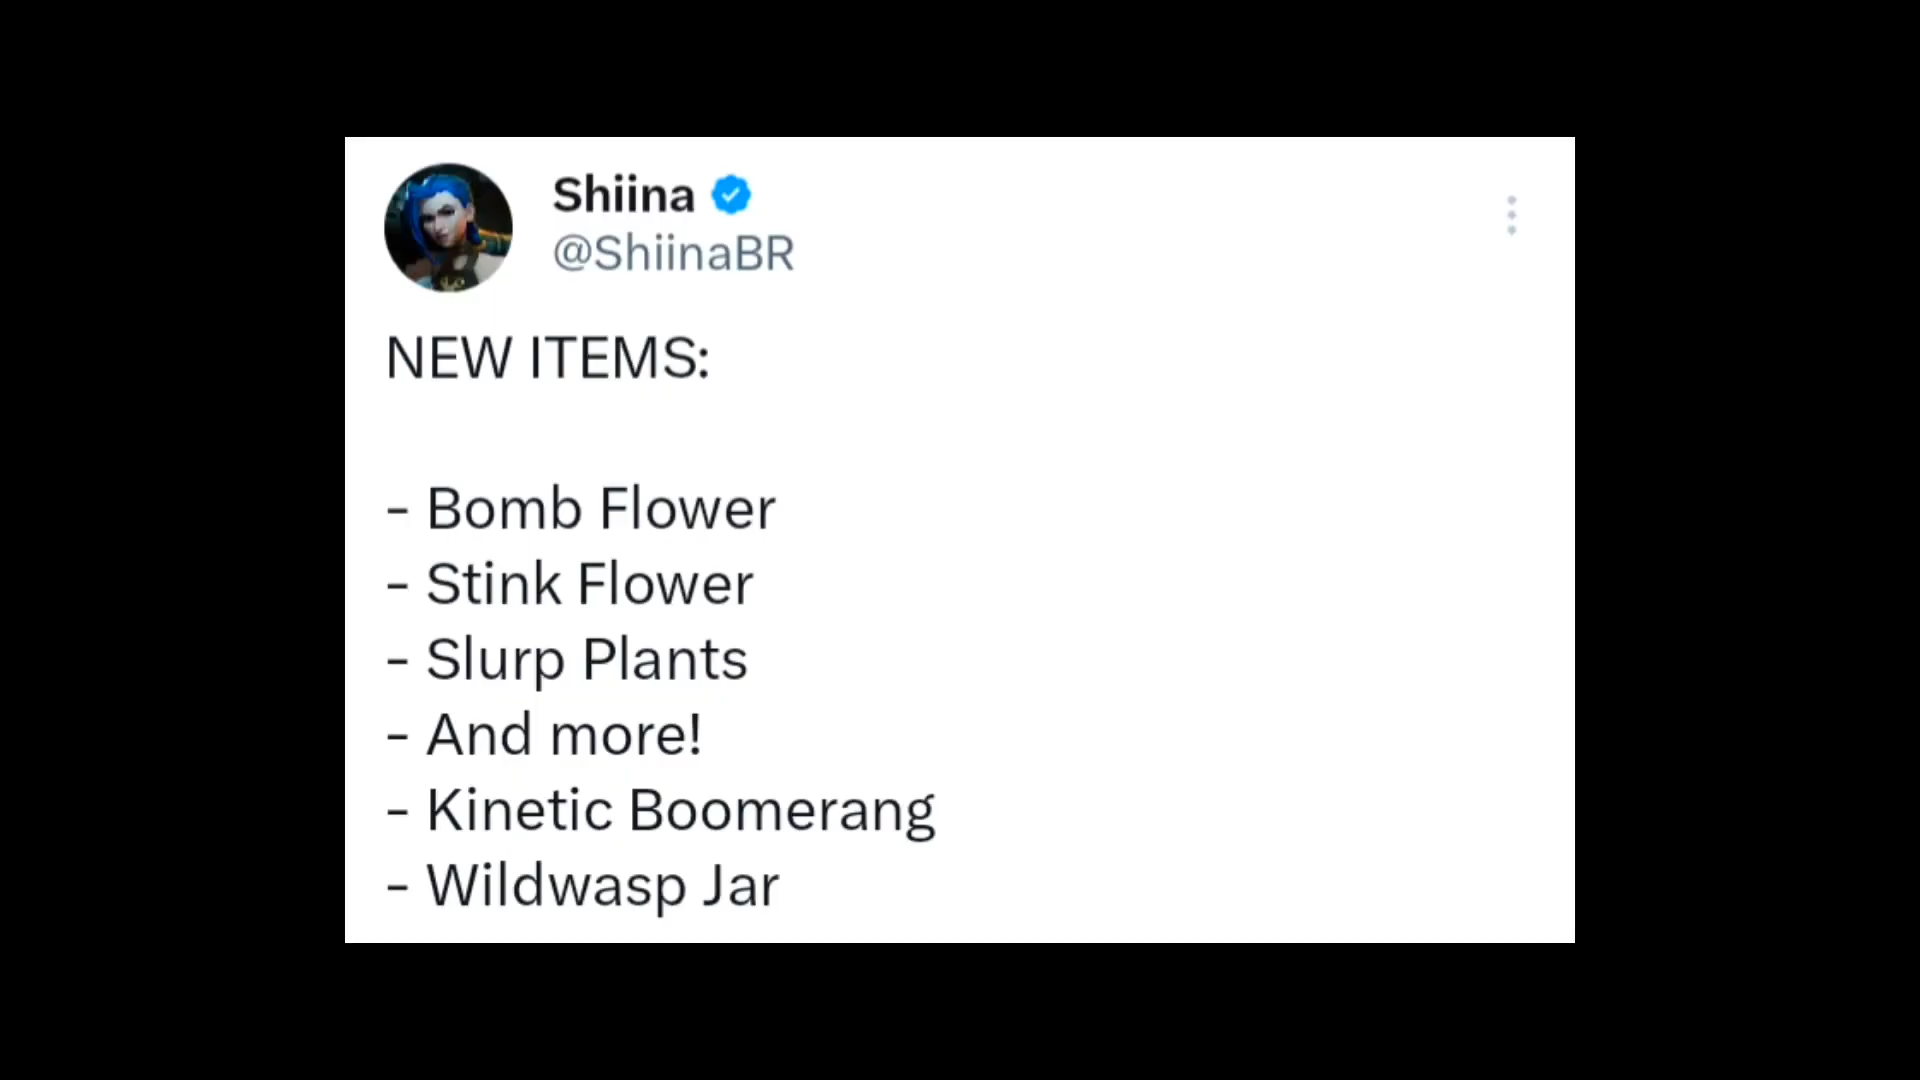 Shiina
@ShiinaBR
NEW ITEMS:
- Bomb Flower
- Stink Flower
- Slurp Plants
- And more!
- Kinetic Boomerang
- Wildwasp Jar